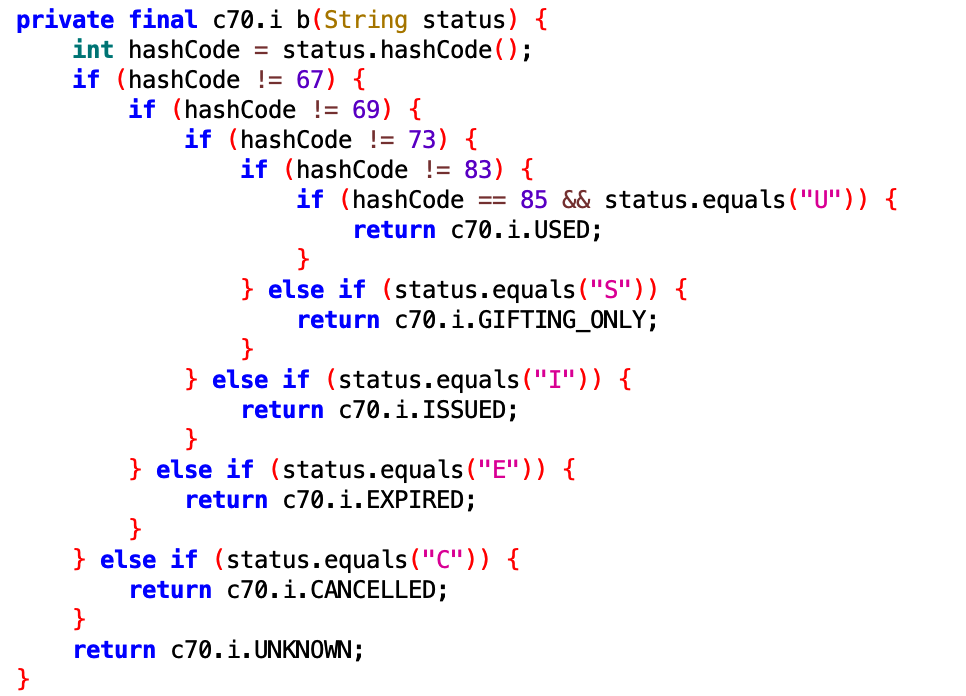 private final c70.i b(String status) {
    int hashCode = status.hashCode();
    if (hashCode != 67) {
        if (hashCode != 69) {
            if (hashCode != 73) {
                if (hashCode != 83) {
                    if (hashCode == 85 && status.equals("U")) {
                        return c70.i.USED;
                    }
                } else if (status.equals("S")) {
                    return c70.i.GIFTING_ONLY;
                }
            } else if (status.equals("I")) {
                return c70.i.ISSUED;
            }
        } else if (status.equals("E")) {
            return c70.i.EXPIRED;
        }
    } else if (status.equals("C")) {
        return c70.i.CANCELLED;
    }
    return c70.i.UNKNOWN;
}